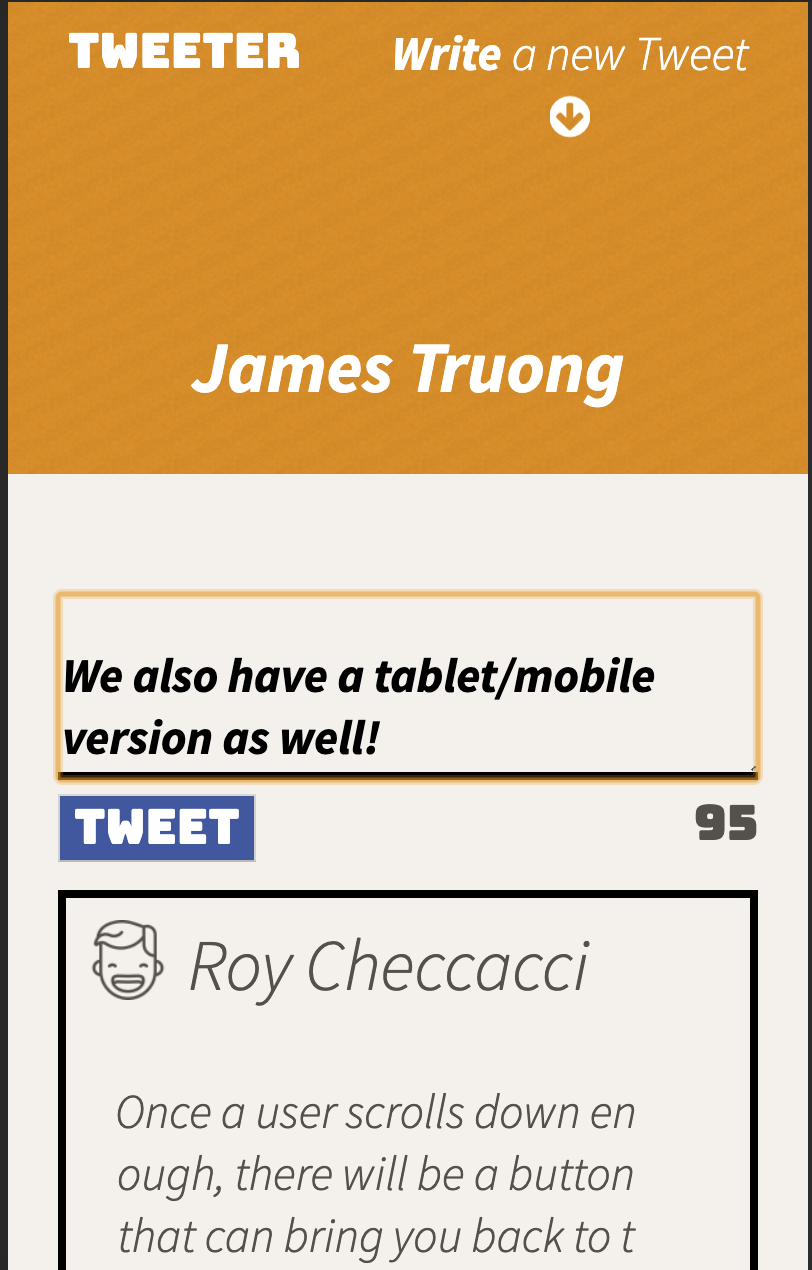 TWEETER
Write a new Tweet
James Truong
We also have a tablet/mobile
version as well!
TWEET
95
Roy Checcacci
Once a user scrolls down en
ough, there will be a button
that can bring you back to t